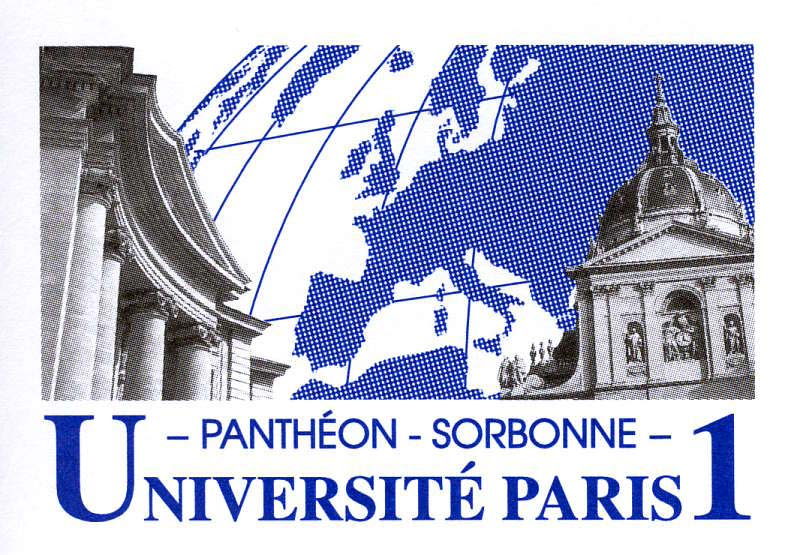 – PANTHÉON - SORBONNE –
UNIVERSITÉ PARIS 1